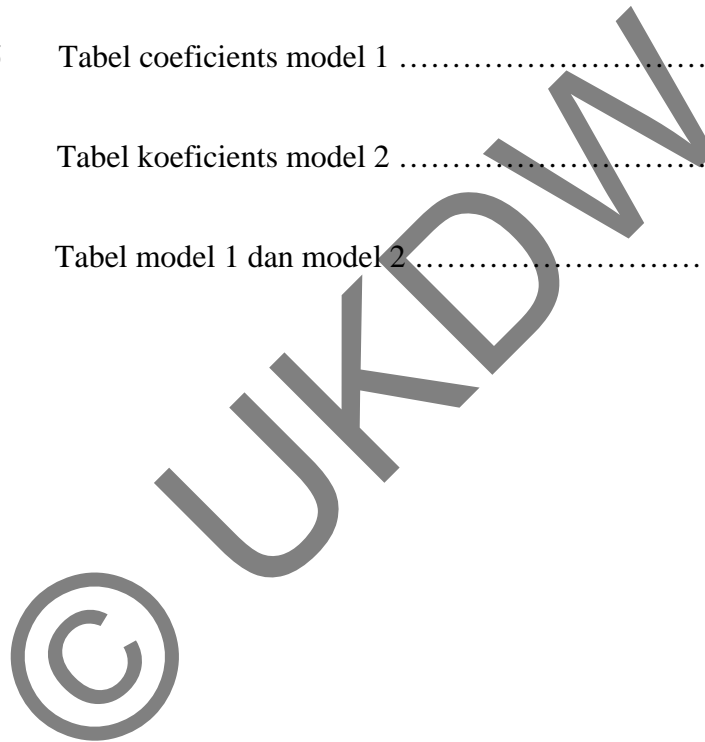 Tabel coeficients model 1 ……………………………
Tabel koeficients model 2 ……………………………
Tabel model 1 dan model 2 …………………………
© UKDW